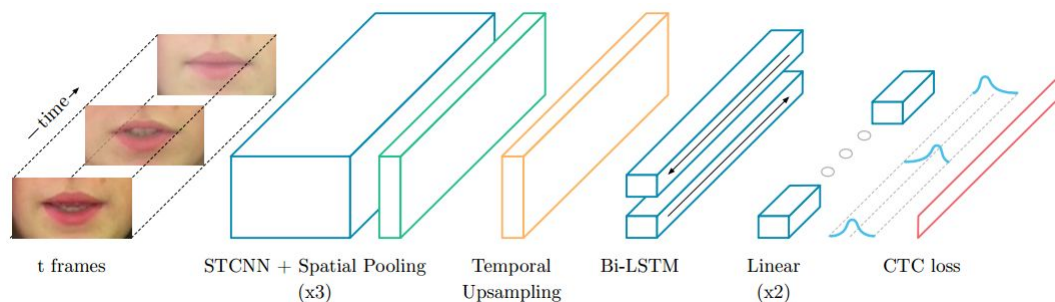 time
t frames
STCNN + Spatial Pooling
(x3)
Temporal
Upsampling
Bi-LSTM
Linear
(x2)
CTC loss